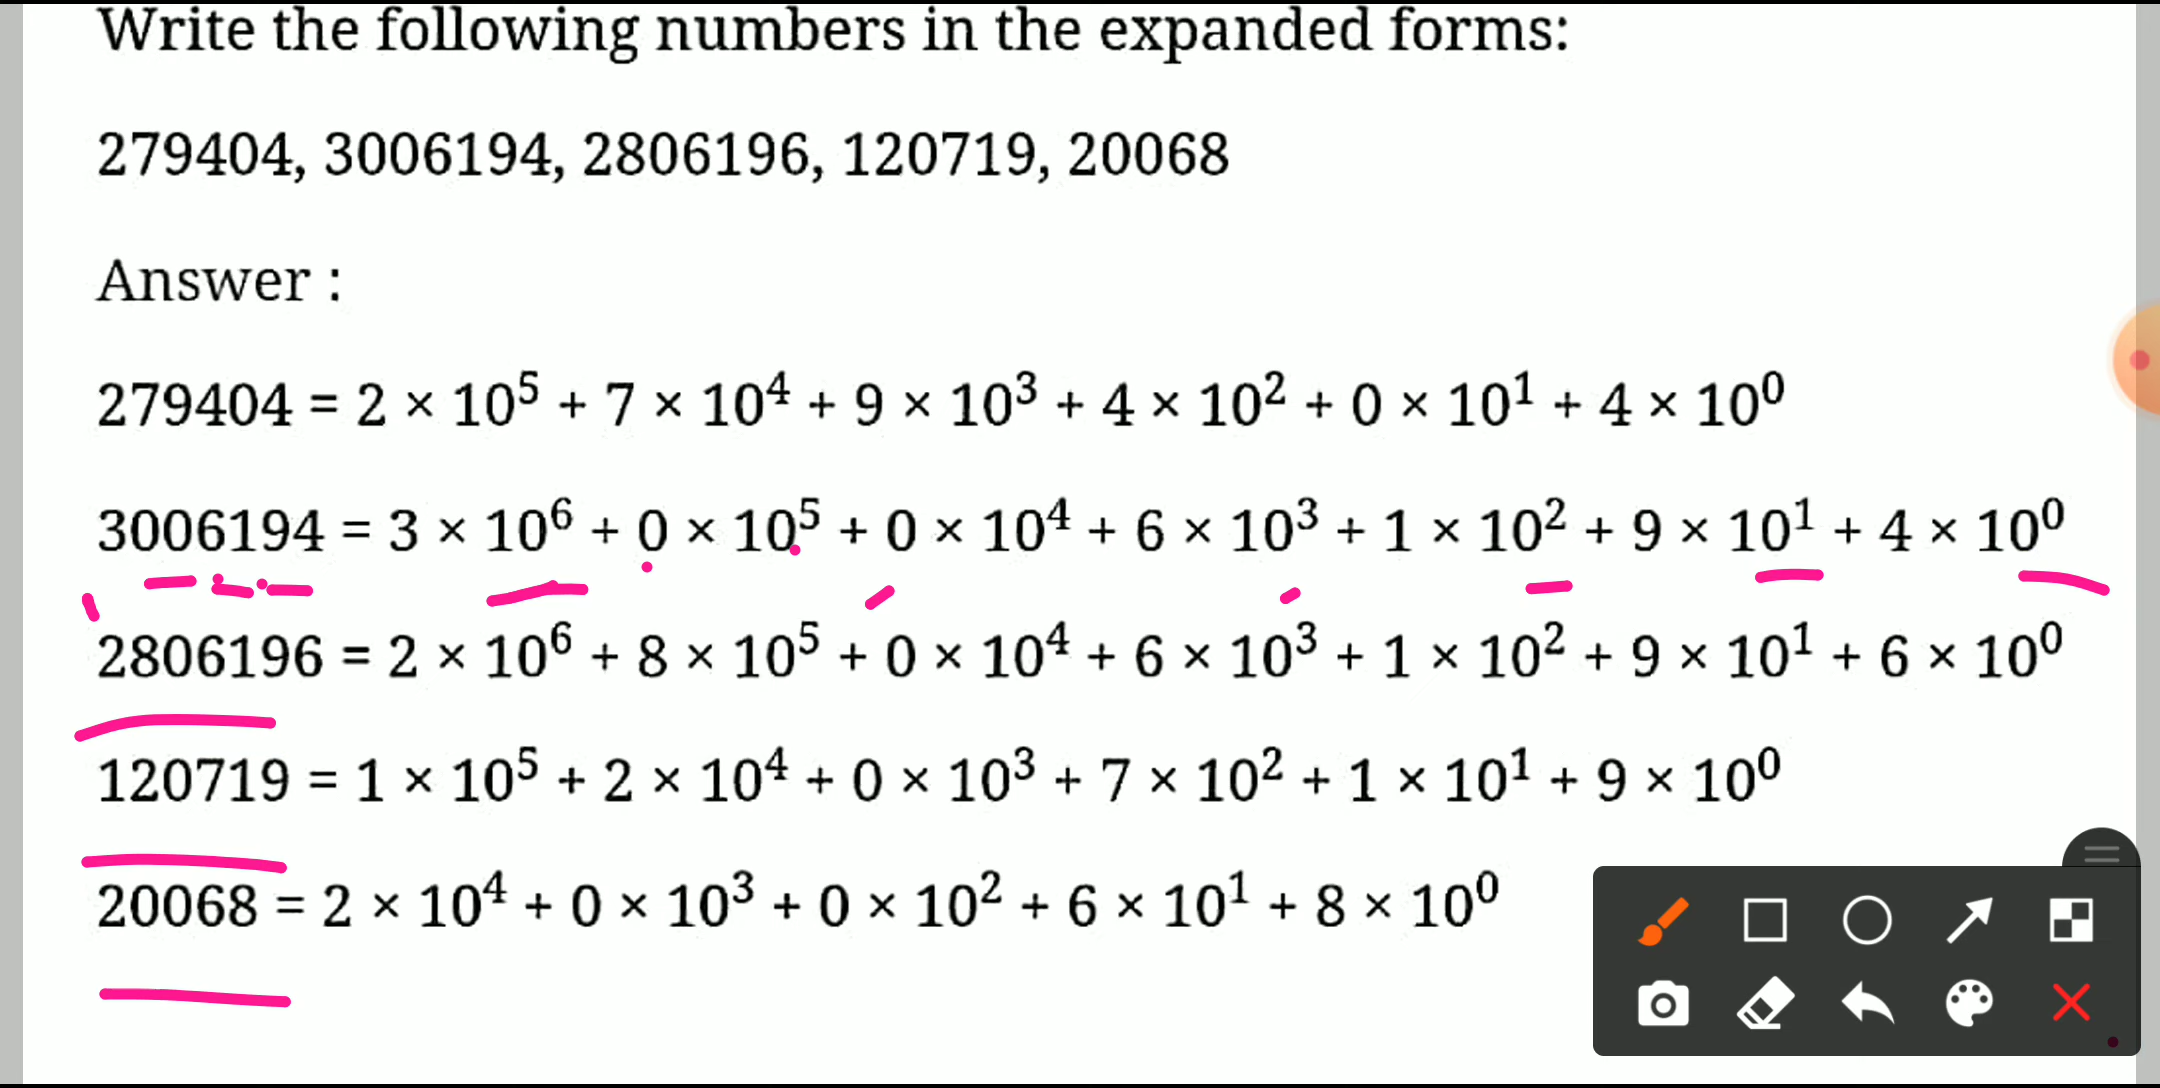 Write the following numbers in the expanded forms:
279404, 3006194, 2806196, 120719, 20068
Answer :
279404 = 2 × 10⁵ + 7 × 10⁴ + 9 × 10³ + 4 × 10² + 0 × 10¹ + 4 × 10⁰
3006194 = 3 × 10⁶ + 0 × 10⁵ + 0 × 10⁴ + 6 × 10³ + 1 × 10² + 9 × 10¹ + 4 × 10⁰
2806196 = 2 × 10⁶ + 8 × 10⁵ + 0 × 10⁴ + 6 × 10³ + 1 × 10² + 9 × 10¹ + 6 × 10⁰
120719 = 1 × 10⁵ + 2 × 10⁴ + 0 × 10³ + 7 × 10² + 1 × 10¹ + 9 × 10⁰
20068 = 2 × 10⁴ + 0 × 10³ + 0 × 10² + 6 × 10¹ + 8 × 10⁰